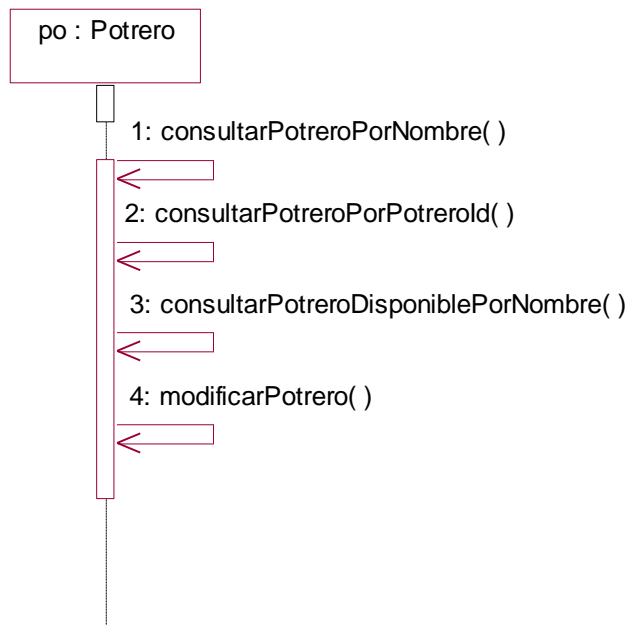 po : Potrero
1: consultarPotreroPorNombre( )
2: consultarPotreroPorPotreroId( )
3: consultarPotreroDisponiblePorNombre( )
4: modificarPotrero( )